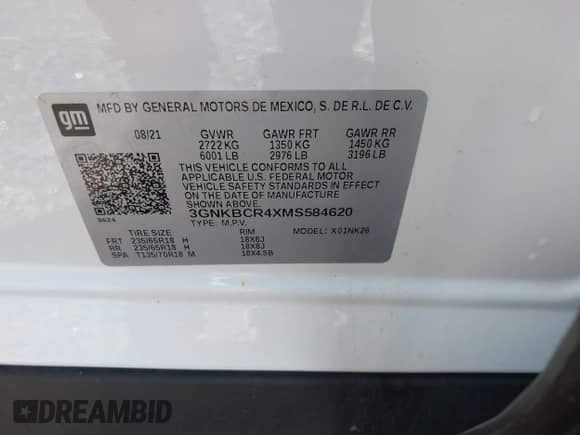 gm
MFD BY GENERAL MOTORS DE MEXICO, S. DE R.L. DE C.V.
08/21 GVWR GAWR FRT GAWR RR
2722 KG 1350 KG 1450 KG
6001 LB 2976 LB 3196 LB
THIS VEHICLE CONFORMS TO ALL
APPLICABLE U.S. FEDERAL MOTOR
VEHICLE SAFETY STANDARDS IN EFFECT
ON THE DATE OF MANUFACTURE SHOWN ABOVE.
3GNKBCR4XMS584620
S624 TYPE: M.P.V. MODEL: X01NK26
TIRE SIZE RIM
FRT 235/65R18 H 18X8J
RR 235/65R18 H 18X8J
SPA T135/70R18 M 18X4.5B
DREAMBID